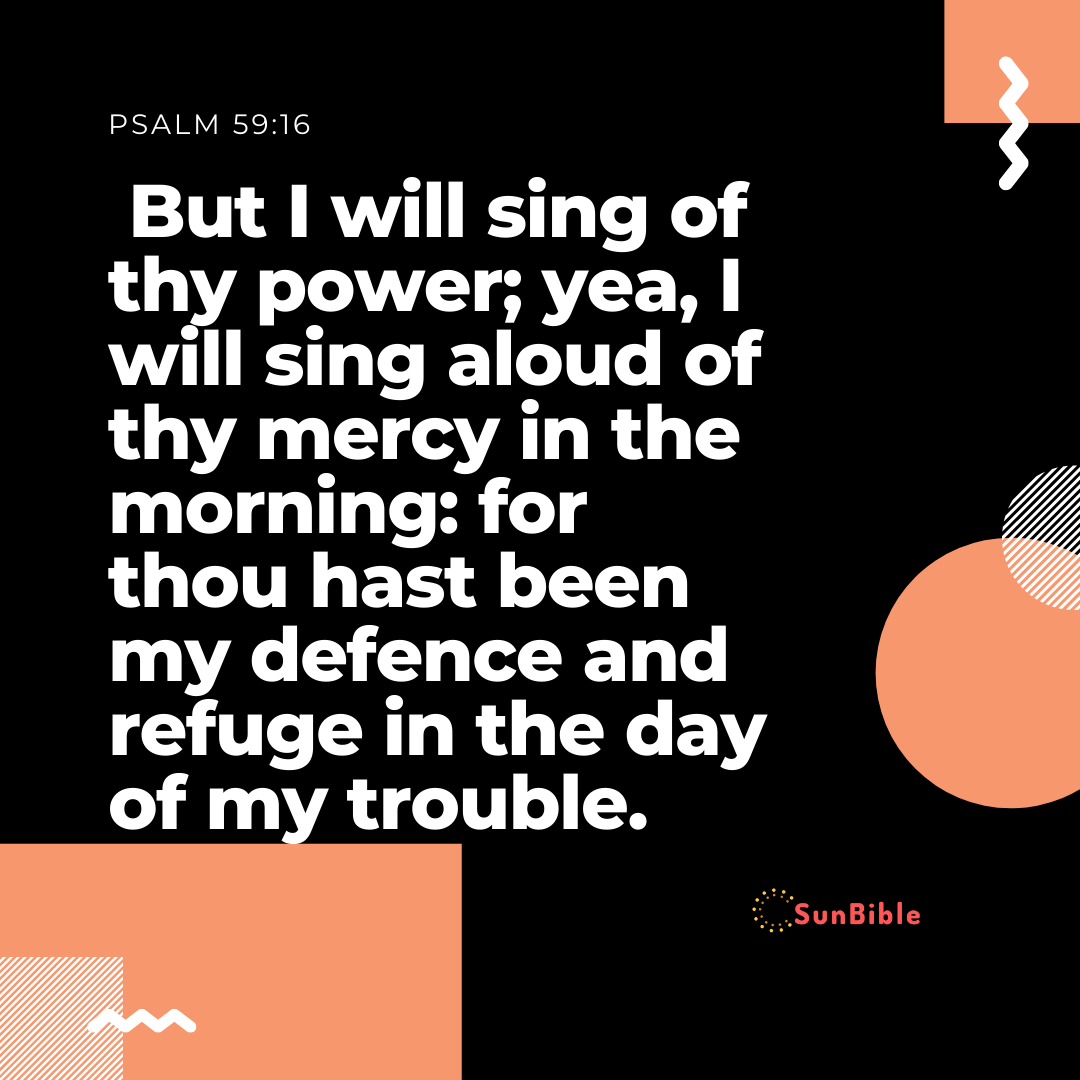 PSALM 59:16
But I will sing of
thy power; yea, I
will sing aloud of
thy mercy in the
morning: for
thou hast been
my defence and
refuge in the day
of my trouble.
SunBible